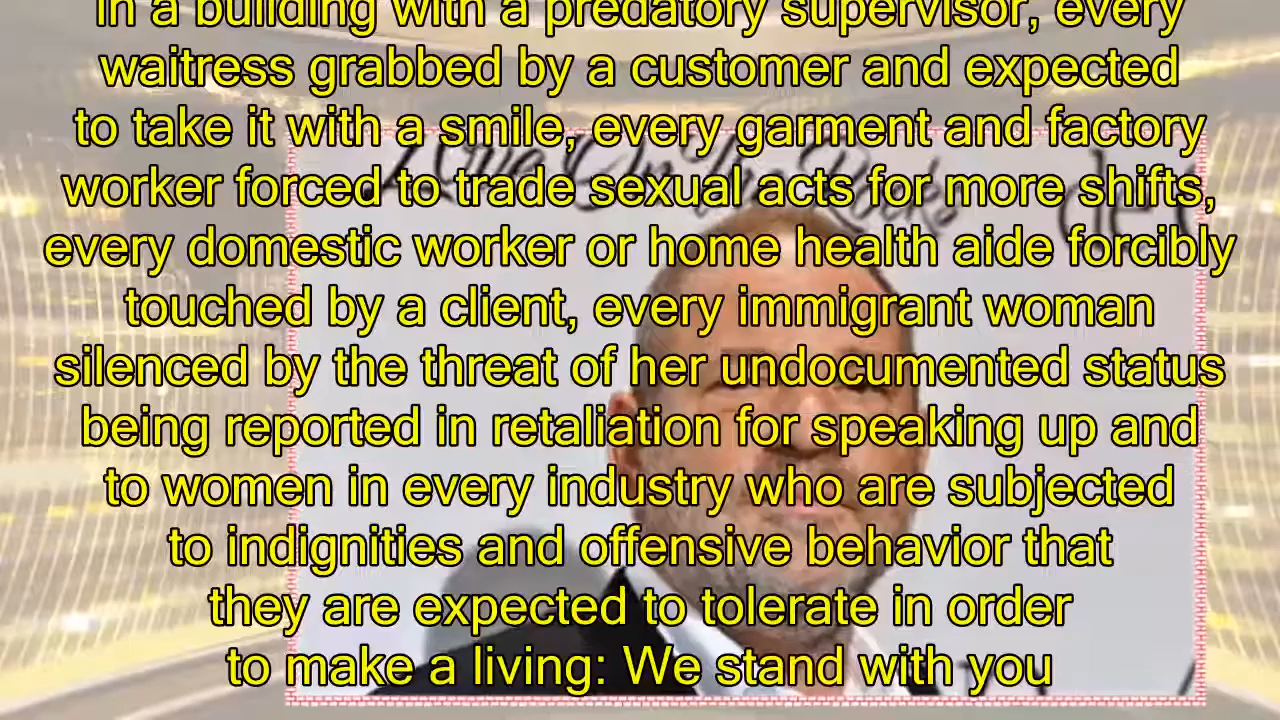 in a building with a predatory supervisor, every
waitress grabbed by a customer and expected
to take it with a smile, every garment and factory
worker forced to trade sexual acts for more shifts,
every domestic worker or home health aide forcibly
touched by a client, every immigrant woman
silenced by the threat of her undocumented status
being reported in retaliation for speaking up and
to women in every industry who are subjected
to indignities and offensive behavior that
they are expected to tolerate in order
to make a living: We stand with you